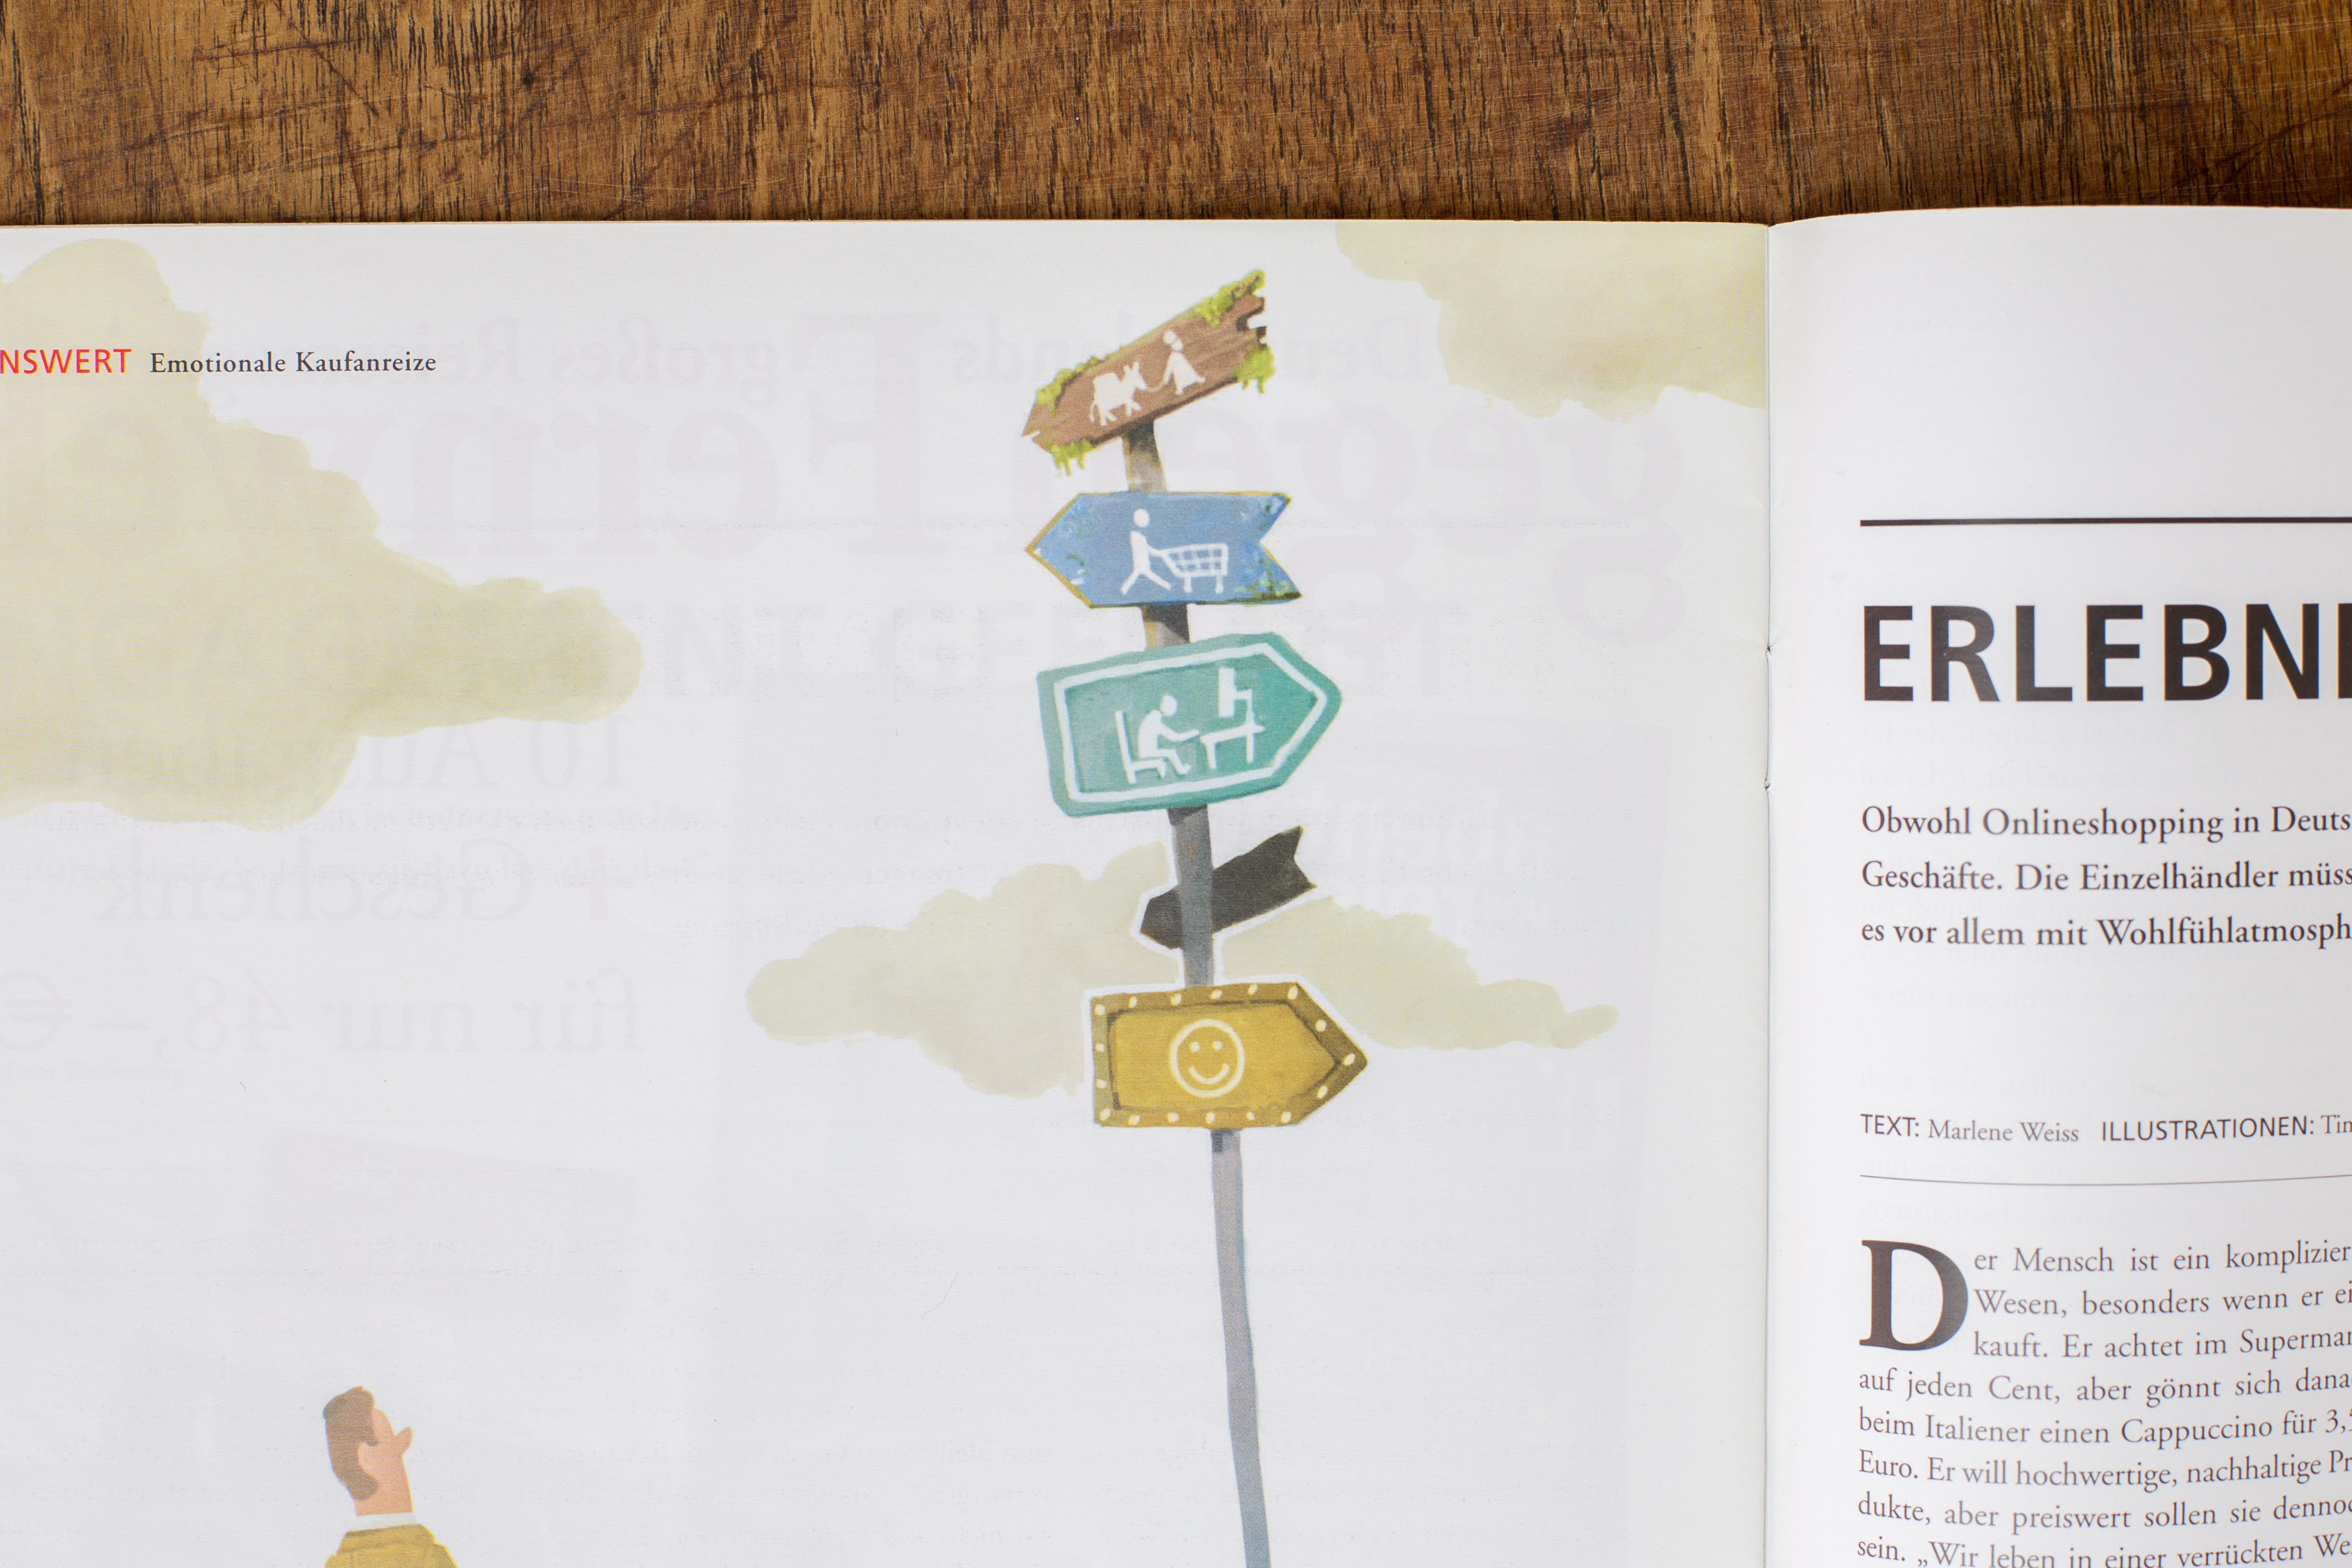 NSWERT Emotionale Kaufanreize
ERLEBNI
Obwohl Onlineshopping in Deuts
Geschäfte. Die Einzelhändler müss
es vor allem mit Wohlfühlatmosph
TEXT: Marlene Weiss ILLUSTRATIONEN: Tin
Der Mensch ist ein komplizier
Wesen, besonders wenn er ei
kauft. Er achtet im Supermar
auf jeden Cent, aber gönnt sich dana
beim Italiener einen Cappuccino für 3,
Euro. Er will hochwertige, nachhaltige Pr
dukte, aber preiswert sollen sie dennoc
sein. „Wir leben in einer verrückten We